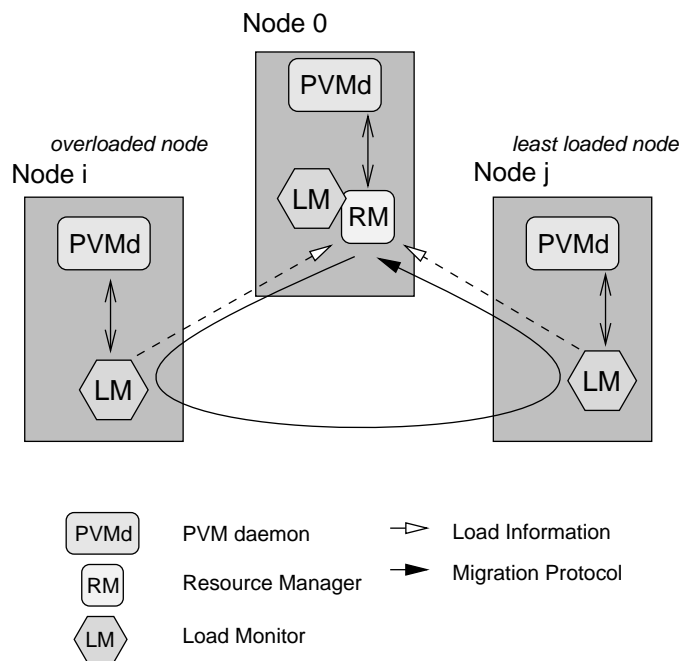 Node 0
PVMd
overloaded node
least loaded node
Node i
Node j
LM
RM
PVMd
PVMd
LM
LM
PVMd
PVM daemon
Load Information
RM
Resource Manager
Migration Protocol
LM
Load Monitor